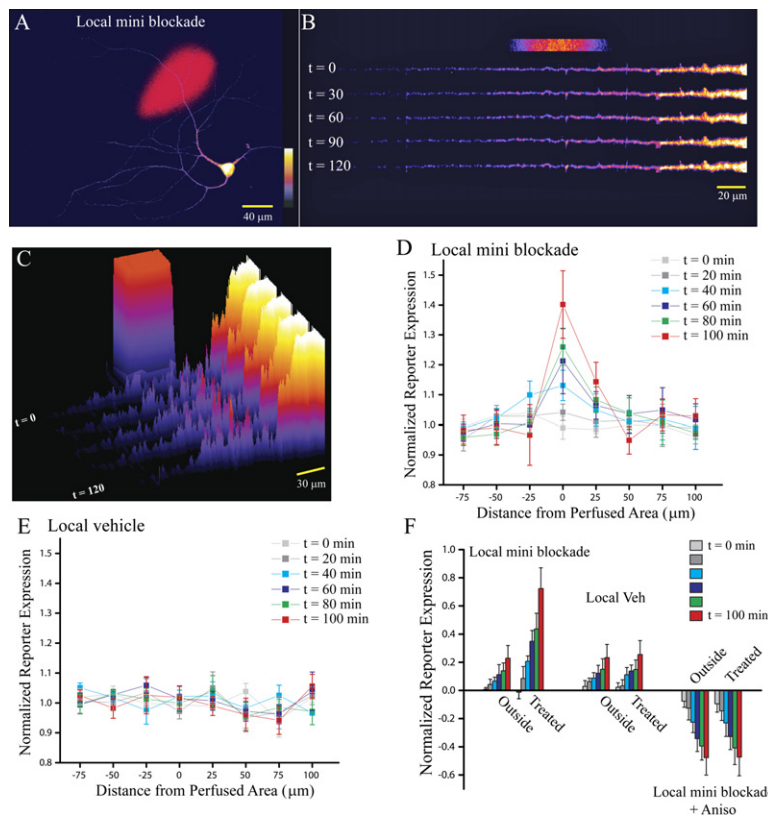 A
Local mini blockade
40 μm
B
t = 0
t = 30
t = 60
t = 90
t = 120
20 μm
C
t = 0
t = 120
30 μm
D Local mini blockade
Normalized Reporter Expression
1.5
1.4
1.3
1.2
1.1
1.0
0.9
0.8
t = 0 min
t = 20 min
t = 40 min
t = 60 min
t = 80 min
t = 100 min
-75 -50 -25 0 25 50 75 100
Distance from Perfused Area (μm)
E Local vehicle
Normalized Reporter Expression
1.5
1.4
1.3
1.2
1.1
1.0
0.9
0.8
t = 0 min
t = 20 min
t = 40 min
t = 60 min
t = 80 min
t = 100 min
-75 -50 -25 0 25 50 75 100
Distance from Perfused Area (μm)
F
Normalized Reporter Expression
1.0
0.8
0.6
0.4
0.2
0.0
-0.2
-0.4
-0.6
Local mini blockade
Local Veh
t = 0 min
t = 100 min
Outside
Treated
Outside
Treated
Outside
Treated
Local mini blockade
+ Aniso